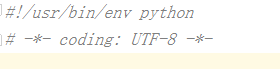 #!/usr/bin/env python
# -*- coding: UTF-8 -*-